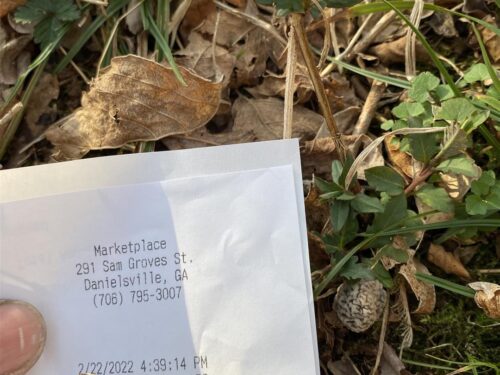 Marketplace
291 Sam Groves St.
Danielsville, GA
(706) 795-3007
2/22/2022 4:39:14 PM